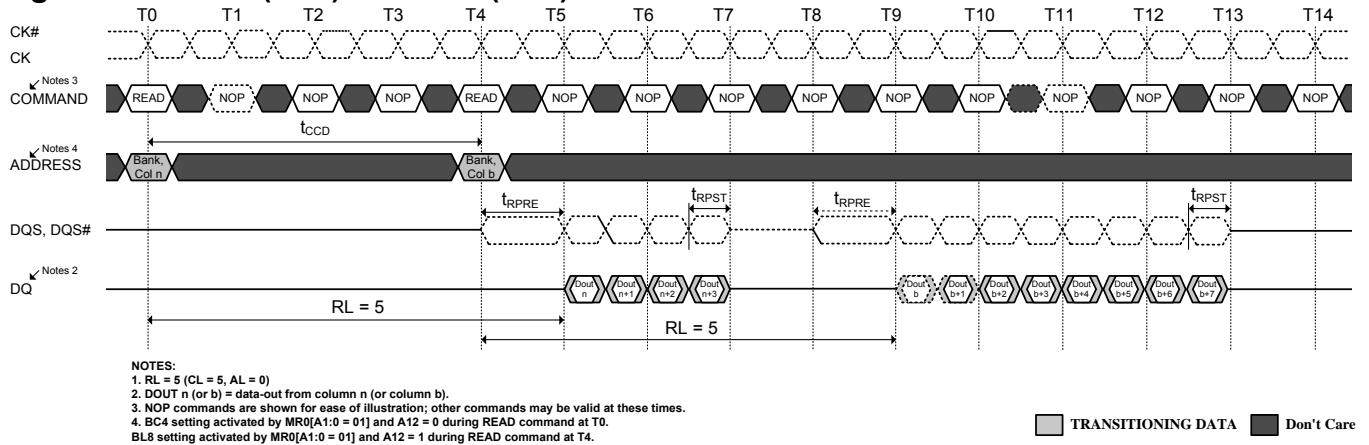 T0 T1 T2 T3 T4 T5 T6 T7 T8 T9 T10 T11 T12 T13 T14
CK#
CK
Notes 3
COMMAND READ NOP NOP NOP READ NOP NOP NOP NOP NOP NOP NOP NOP NOP NOP
tCCD
Notes 4
ADDRESS Bank, Col n Bank, Col b
tRPRE tRPST tRPRE tRPST
DQS, DQS#
Notes 2
DQ Dout n Dout n+1 Dout n+2 Dout n+3 Dout b Dout b+1 Dout b+2 Dout b+3 Dout b+4 Dout b+5 Dout b+6 Dout b+7
RL = 5
RL = 5
NOTES:
1. RL = 5 (CL = 5, AL = 0)
2. DOUT n (or b) = data-out from column n (or column b).
3. NOP commands are shown for ease of illustration; other commands may be valid at these times.
4. BC4 setting activated by MR0[A1:0 = 01] and A12 = 0 during READ command at T0.
BL8 setting activated by MR0[A1:0 = 01] and A12 = 1 during READ command at T4.
TRANSITIONING DATA Don't Care